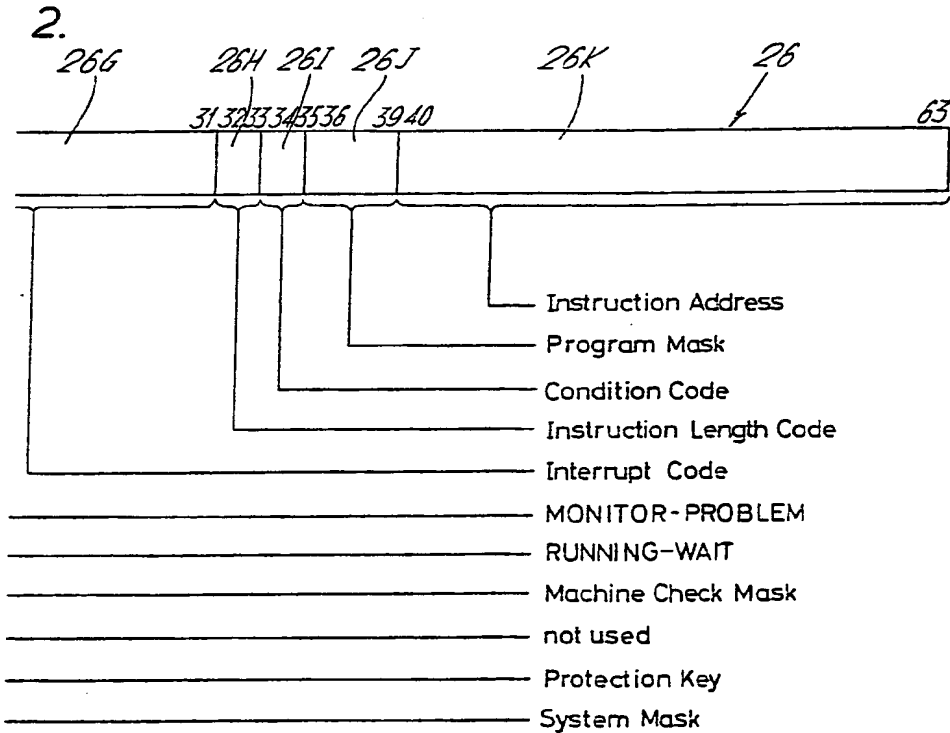 2.
26G 26H 26I 26J 26K 26
31 32 33 34 35 36 39 40 63
Instruction Address
Program Mask
Condition Code
Instruction Length Code
Interrupt Code
MONITOR-PROBLEM
RUNNING-WAIT
Machine Check Mask
not used
Protection Key
System Mask